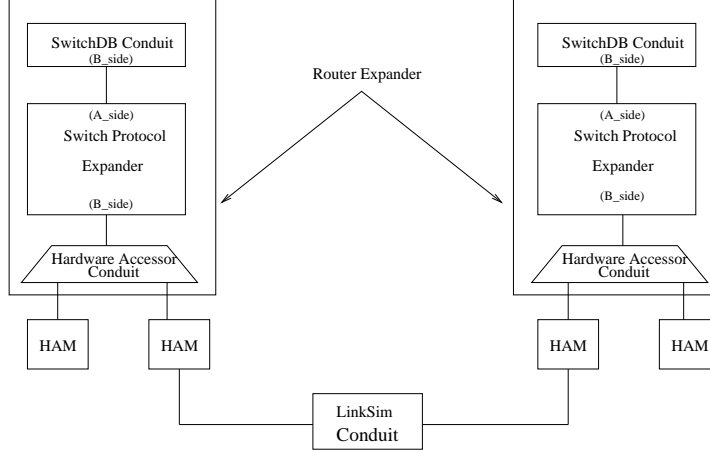 SwitchDB Conduit
(B_side)
(A_side)
Switch Protocol
Expander
(B_side)
Hardware Accessor
Conduit
HAM
HAM
Router Expander
SwitchDB Conduit
(B_side)
(A_side)
Switch Protocol
Expander
(B_side)
Hardware Accessor
Conduit
HAM
HAM
LinkSim
Conduit